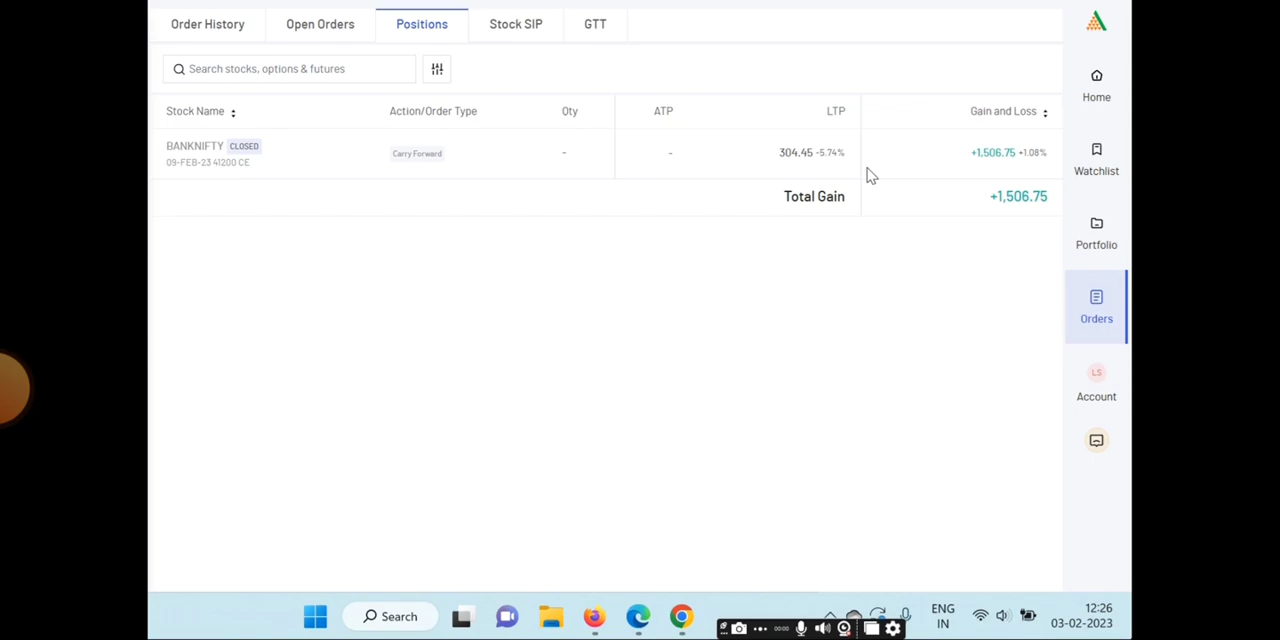 Order History Open Orders Positions Stock SIP GTT
Search stocks, options & futures
Home
Stock Name Action/Order Type Qty ATP LTP Gain and Loss
BANKNIFTY CLOSED
09-FEB-23 41200 CE
Carry Forward - - 304.45 -5.74% +1,506.75 +1.08%
Watchlist
Total Gain +1,506.75
Portfolio
Orders
LS
Account
Search
ENG
IN
12:26
03-02-2023
00:00